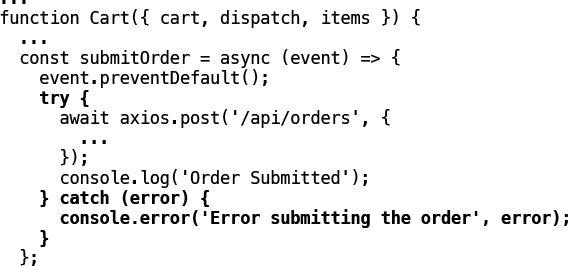 ...
function Cart({ cart, dispatch, items }) {
  ...
  const submitOrder = async (event) => {
    event.preventDefault();
    try {
      await axios.post('/api/orders', {
        ...
      });
      console.log('Order Submitted');
    } catch (error) {
      console.error('Error submitting the order', error);
    }
  };